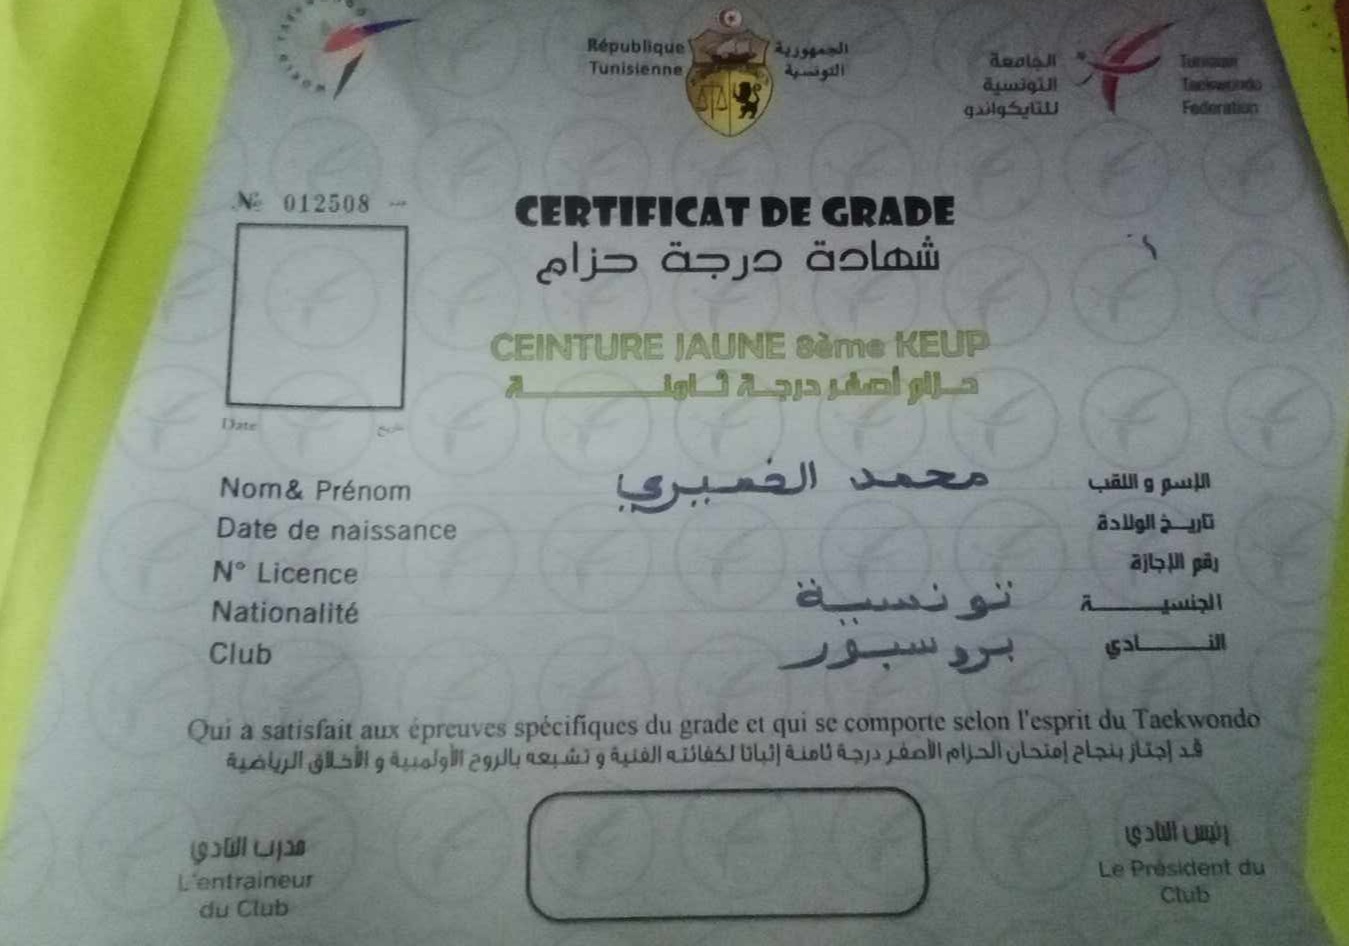 République
Tunisienne
الجمهورية
التونسية
الجامعة
التونسية
للتايكواندو
Tunisian
Taekwondo
Federation
№ 012508
CERTIFICAT DE GRADE
شهادة درجة حزام
CEINTURE JAUNE 8ème KEUP
حزام أصفر درجة ثامنة
Date
Nom& Prénom محمد الخميري الإسم و اللقب
Date de naissance تاريخ الولادة
N° Licence رقم الإجازة
Nationalité تونسية الجنسية
Club بروسبور النادي
Qui a satisfait aux épreuves spécifiques du grade et qui se comporte selon l'esprit du Taekwondo
قد إجتاز بنجاح إمتحان الحزام الأصفر درجة ثامنة إثباتا لكفائته الفنية و تشبعه بالروح الأولمبية و الأخلاق الرياضية
مدرب النادي
L'entraineur
du Club
رئيس النادي
Le Président du
Club